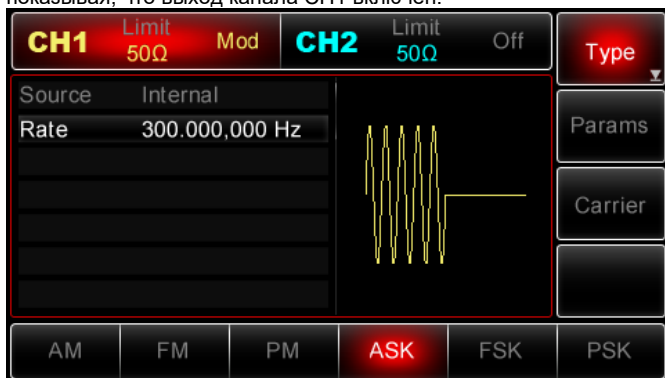 показывая, что выход канала CH1 включен.
CH1 Limit 50Ω Mod CH2 Limit 50Ω Off Type
Source Internal
Rate 300.000,000 Hz
Params
Carrier
AM FM PM ASK FSK PSK